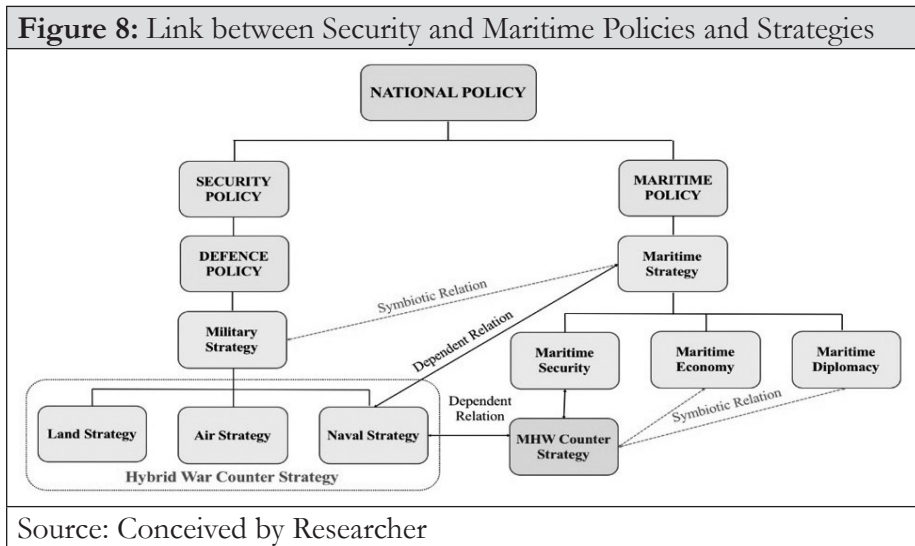 Figure 8: Link between Security and Maritime Policies and Strategies
NATIONAL POLICY
SECURITY
POLICY
MARITIME
POLICY
DEFENCE
POLICY
Maritime
Strategy
Symbiotic Relation
Military
Strategy
Dependent Relation
Maritime
Security
Maritime
Economy
Maritime
Diplomacy
Dependent
Relation
Symbiotic Relation
Land Strategy
Air Strategy
Naval Strategy
MHW Counter
Strategy
Hybrid War Counter Strategy
Source: Conceived by Researcher